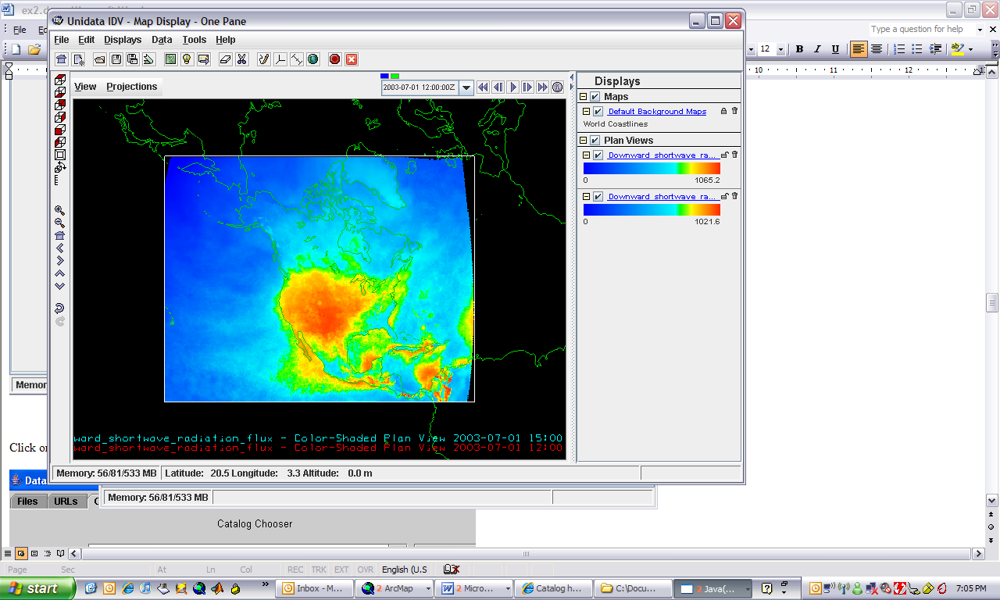 ex2.d
Unidata IDV - Map Display - One Pane
File
File Edit Displays Data Tools Help
Type a question for help
12 B I U
View Projections
2003-07-01 12:00:00Z
10 11 12
Displays
Maps
Default Background Maps
World Coastlines
Plan Views
Downward shortwave ra...
0 1065.2
Downward shortwave ra...
0 1021.6
ward_shortwave_radiation_flux - Color-Shaded Plan View 2003-07-01 15:00
ward_shortwave_radiation_flux - Color-Shaded Plan View 2003-07-01 12:00
Memor
Memory: 56/81/533 MB Latitude: 20.5 Longitude: 3.3 Altitude: 0.0 m
Click o
Data
Memory: 56/81/533 MB
Files URLs
Catalog Chooser
Page Sec At Ln Col REC TRK EXT OVR English (U.S
start
Inbox - M... 2 ArcMap 2 Micro... Catalog h... C:\Docu... 2 Java(... 7:05 PM